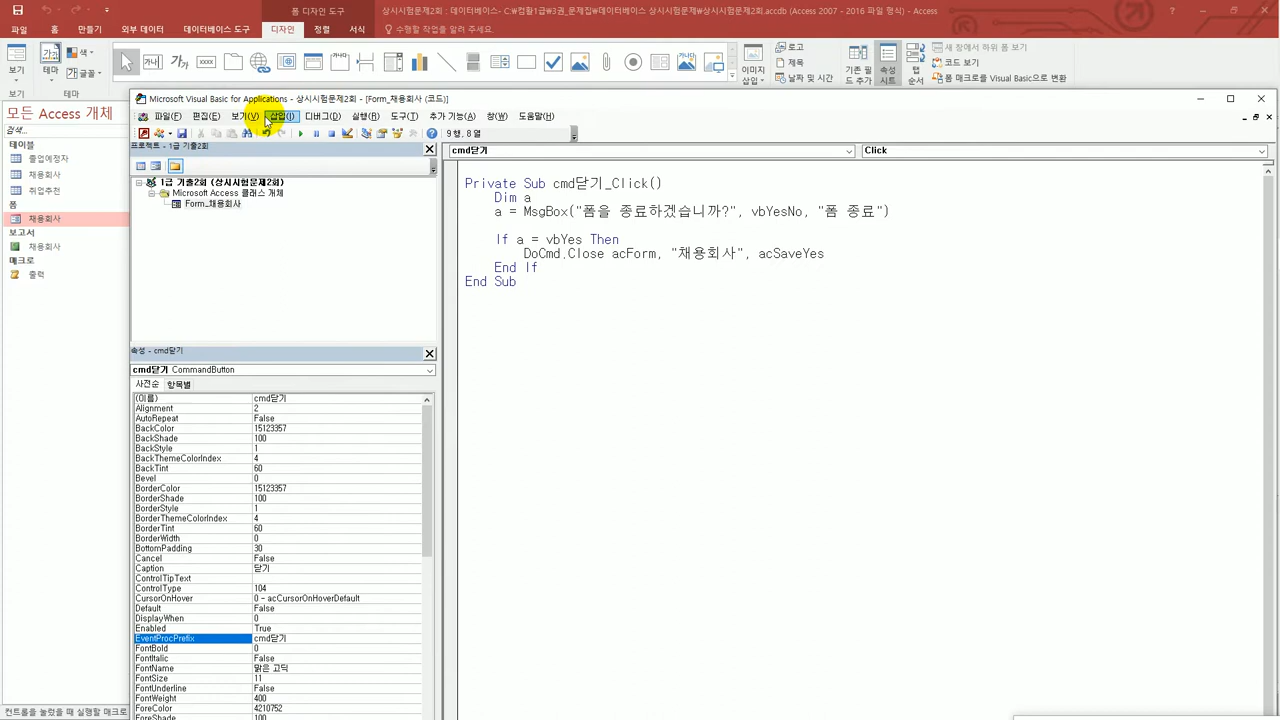 폼 디자인 도구
상시시험문제2회 : 데이터베이스- C:₩컴활1급₩3권_문제집₩데이터베이스 상시시험문제₩상시시험문제2회.accdb (Access 2007 - 2016 파일 형식) - Access
파일 홈 만들기 외부 데이터 데이터베이스 도구 디자인 정렬 서식 수행할 작업을 알려 주세요.
보기 테마 색 글꼴
이미지 삽입 로고 제목 날짜 및 시간
기존 필드 추가 속성 시트 탭 순서
새 창에서 하위 폼 보기
코드 보기
폼 매크로를 Visual Basic으로 변환
보기 테마
모든 Access 개체
검색...
테이블
졸업예정자
채용회사
취업추천
폼
채용회사
보고서
채용회사
매크로
출력
컨트롤을 눌렀을 때 실행할 매크로
Microsoft Visual Basic for Applications - 상시시험문제2회 - [Form_채용회사 (코드)]
파일(F) 편집(E) 보기(V) 삽입(I) 디버그(D) 실행(R) 도구(T) 추가 기능(A) 창(W) 도움말(H)
9행, 8열
프로젝트 - 1급 기출2회
1급 기출2회 (상시시험문제2회)
Microsoft Access 클래스 개체
Form_채용회사
속성 - cmd닫기
cmd닫기 CommandButton
사전순 항목별
(이름) cmd닫기
Alignment 2
AutoRepeat False
BackColor 15123357
BackShade 100
BackStyle 1
BackThemeColorIndex 4
BackTint 60
Bevel 0
BorderColor 15123357
BorderShade 100
BorderStyle 1
BorderThemeColorIndex 4
BorderTint 60
BorderWidth 0
BottomPadding 30
Cancel False
Caption 닫기
ControlTipText
ControlType 104
CursorOnHover 0 - acCursorOnHoverDefault
Default False
DisplayWhen 0
Enabled True
EventProcPrefix cmd닫기
FontBold 0
FontItalic False
FontName 맑은 고딕
FontSize 11
FontUnderline False
FontWeight 400
ForeColor 4210752
ForeShade 100
cmd닫기 Click
Private Sub cmd닫기_Click()
Dim a
a = MsgBox("폼을 종료하겠습니까?", vbYesNo, "폼 종료")
If a = vbYes Then
DoCmd.Close acForm, "채용회사", acSaveYes
End If
End Sub